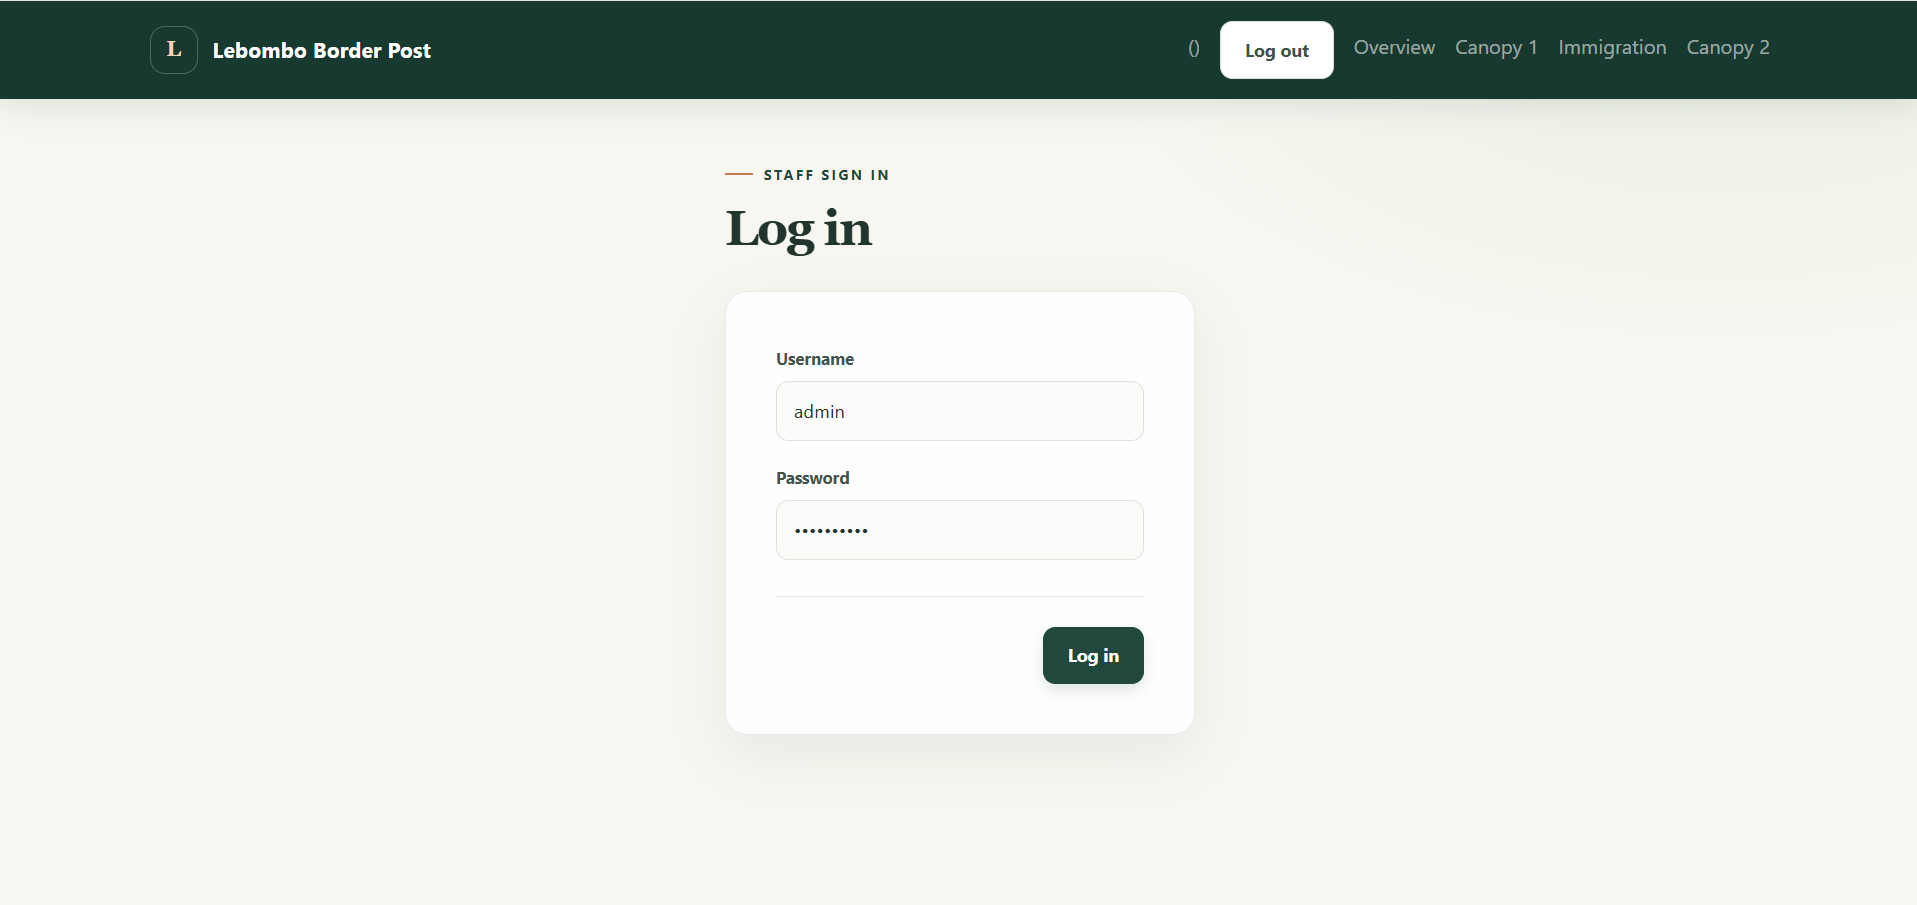 L
Lebombo Border Post
()
Log out
Overview
Canopy 1
Immigration
Canopy 2
STAFF SIGN IN
Log in
Username
admin
Password
••••••••••
Log in